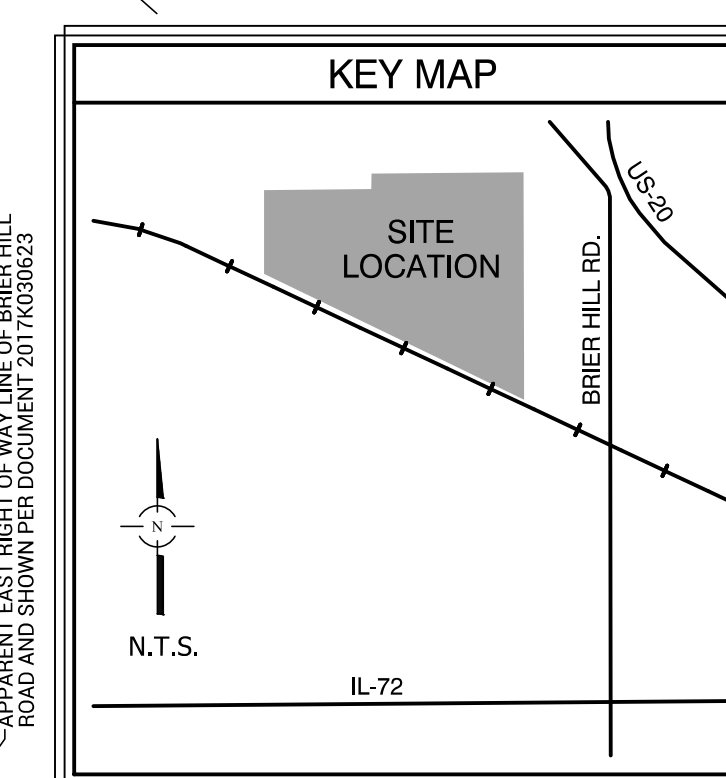 KEY MAP
US-20
SITE
LOCATION
BRIER HILL RD.
N
N.T.S.
IL-72
APPARENT EAST RIGHT OF WAY LINE OF BRIER HILL
ROAD AND SHOWN PER DOCUMENT 2017K030623